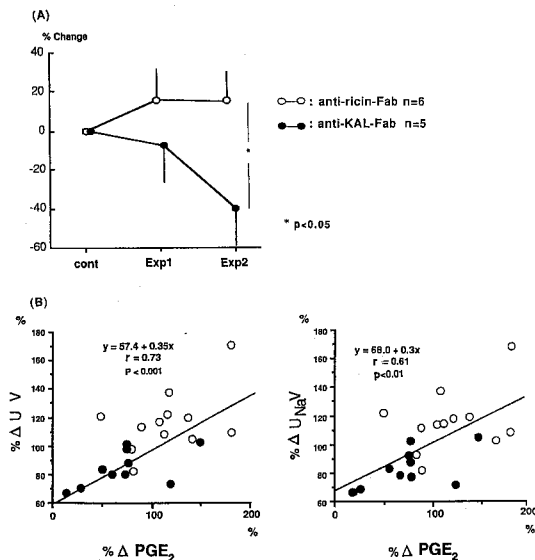 (A)
% Change
40
20
0
-20
-40
-60
cont Exp1 Exp2
*
○—○ : anti-ricin-Fab n=6
●—● : anti-KAL-Fab n=5
* p<0.05
(B)
%
180
160
140
120
100
80
60
0 100 200
%
y = 57.4 + 0.35x
r = 0.73
P < 0.001
% Δ U V
% Δ PGE2
%
180
160
140
120
100
80
60
0 100 200
%
y = 68.0 + 0.3x
r = 0.61
p<0.01
% Δ UNaV
% Δ PGE2